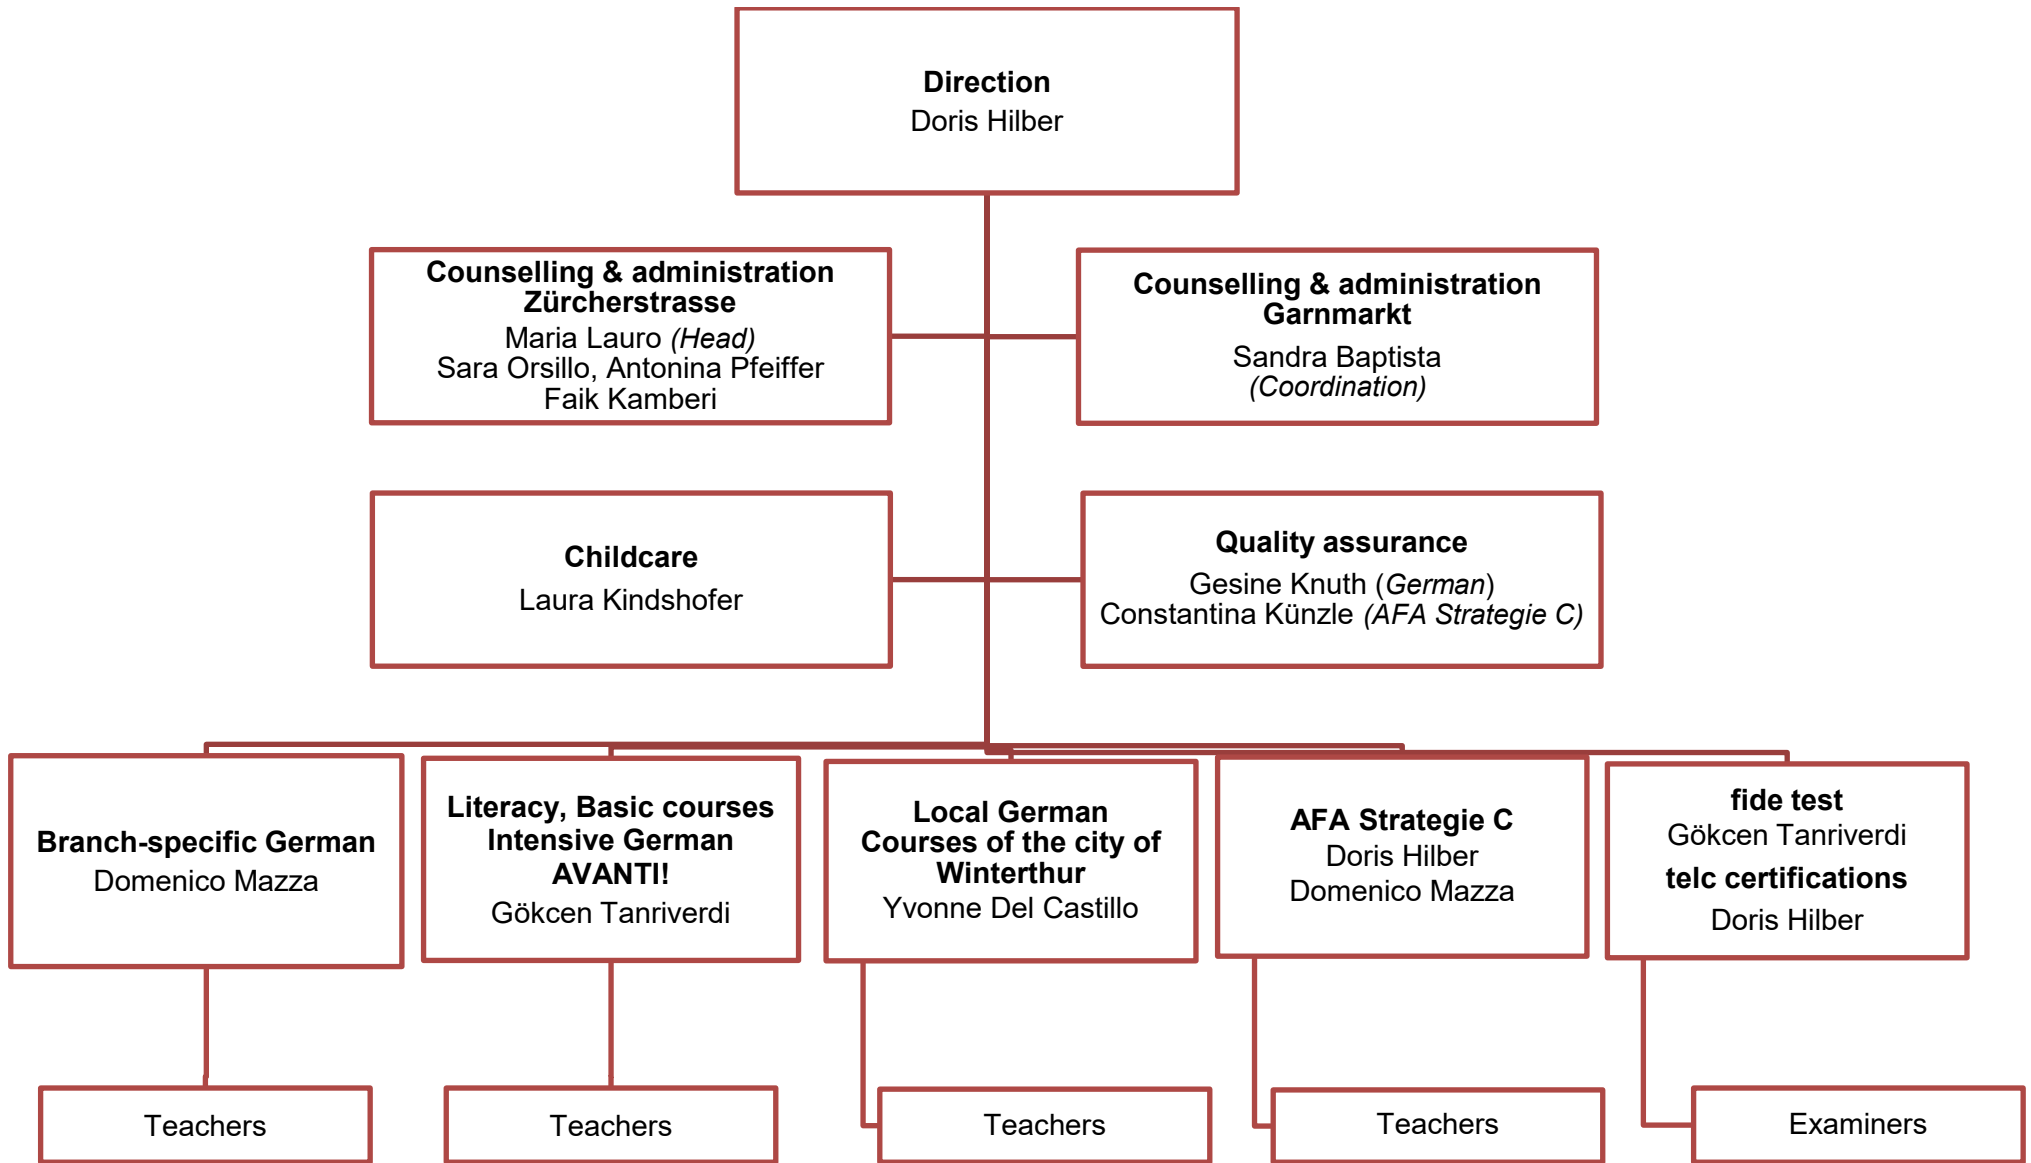 Direction
Doris Hilber
Counselling & administration
Zürcherstrasse
Maria Lauro (Head)
Sara Orsillo, Antonina Pfeiffer
Faik Kamberi
Counselling & administration
Garnmarkt
Sandra Baptista
(Coordination)
Childcare
Laura Kindshofer
Quality assurance
Gesine Knuth (German)
Constantina Künzle (AFA Strategie C)
Branch-specific German
Domenico Mazza
Literacy, Basic courses
Intensive German
AVANTI!
Gökcen Tanriverdi
Local German
Courses of the city of
Winterthur
Yvonne Del Castillo
AFA Strategie C
Doris Hilber
Domenico Mazza
fide test
Gökcen Tanriverdi
telc certifications
Doris Hilber
Teachers
Teachers
Teachers
Teachers
Examiners